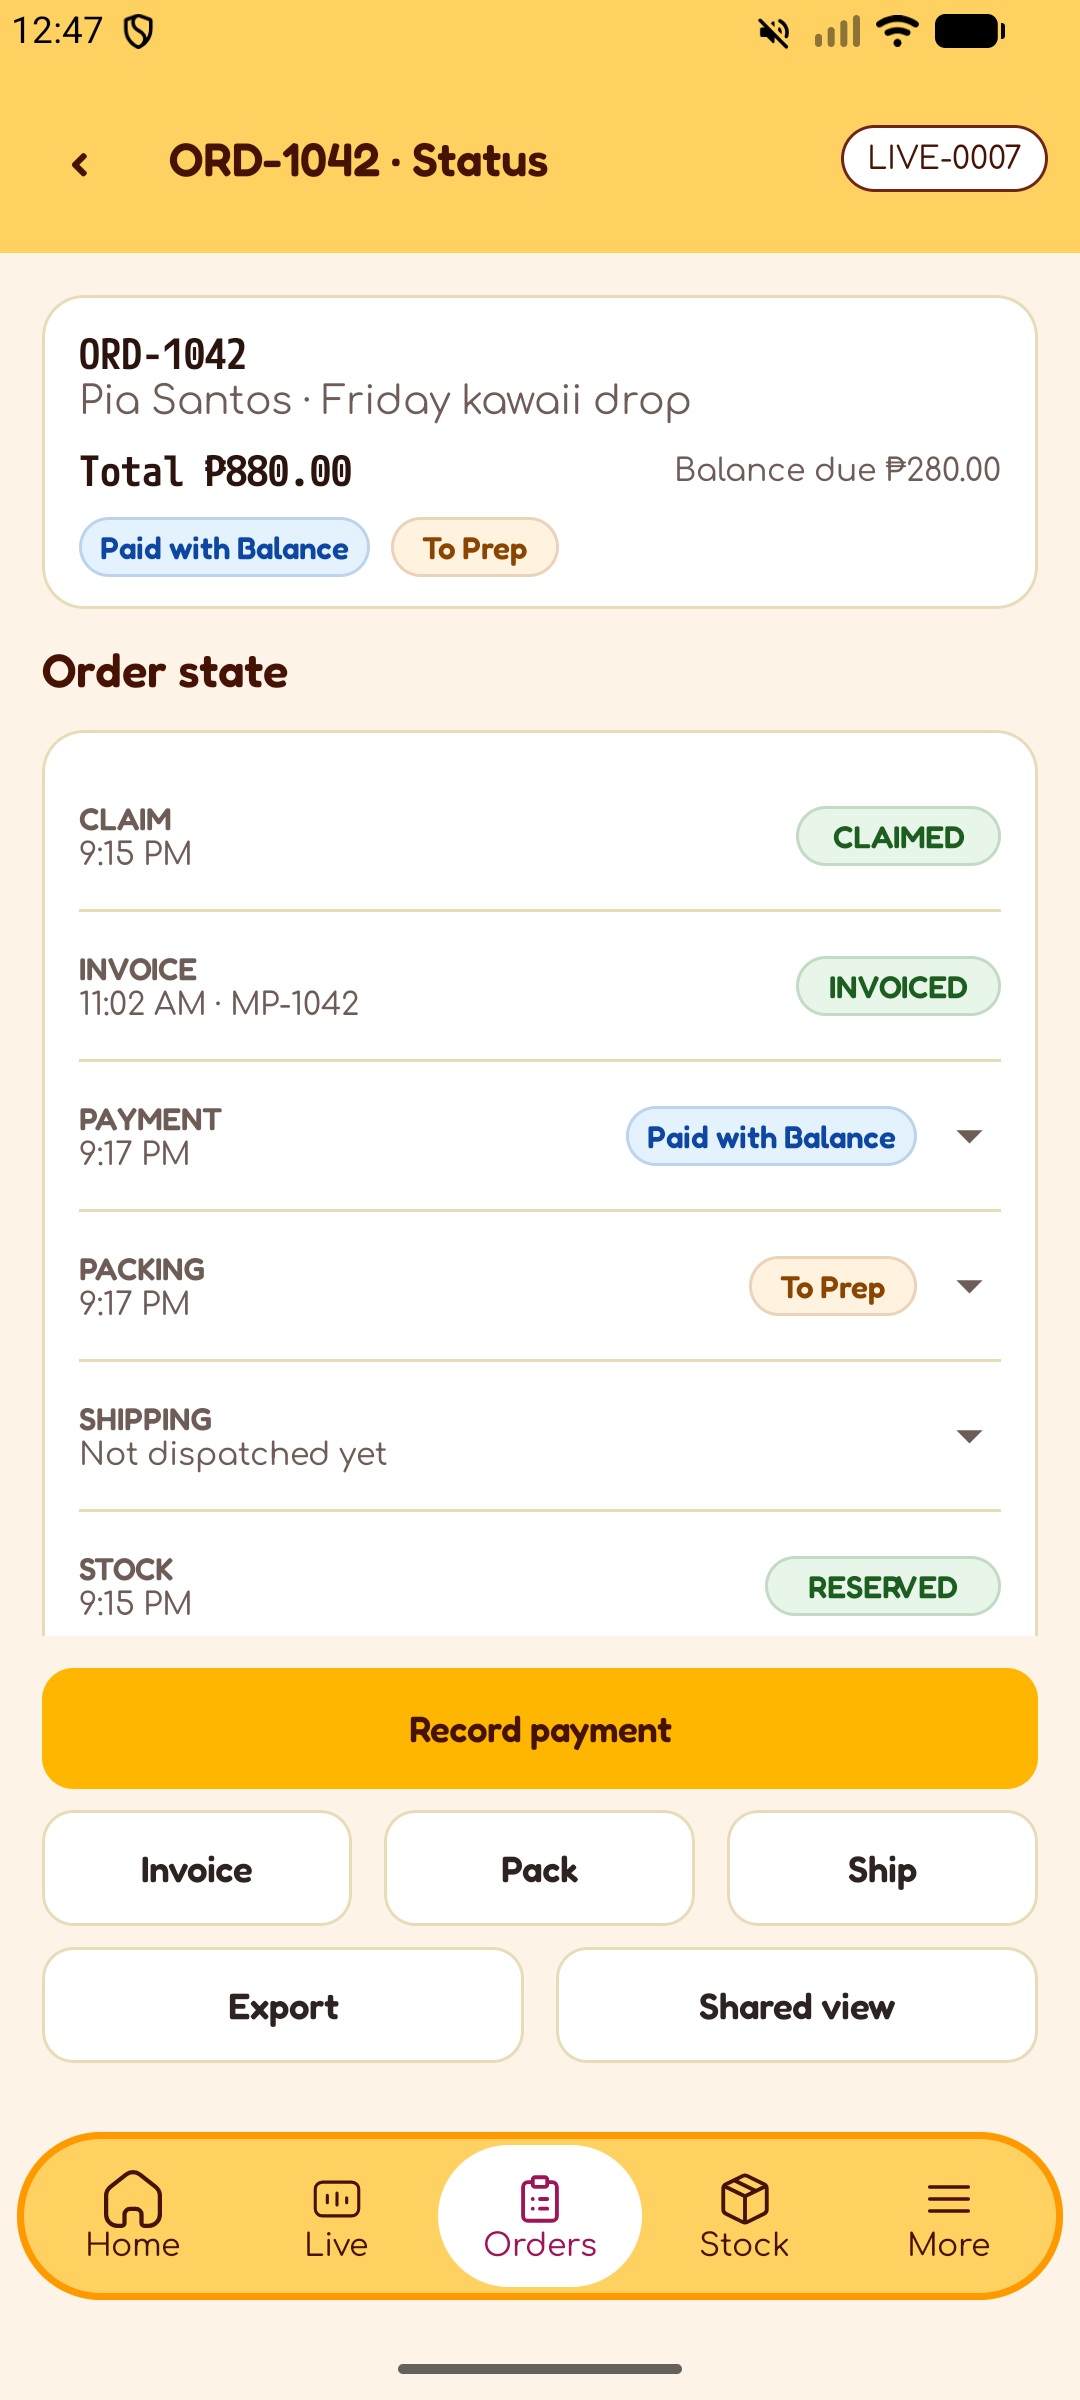 12:47
ORD-1042 · Status
LIVE-0007
ORD-1042
Pia Santos · Friday kawaii drop
Total ₱880.00
Balance due ₱280.00
Paid with Balance
To Prep
Order state
CLAIM
9:15 PM
CLAIMED
INVOICE
11:02 AM · MP-1042
INVOICED
PAYMENT
9:17 PM
Paid with Balance
PACKING
9:17 PM
To Prep
SHIPPING
Not dispatched yet
STOCK
9:15 PM
RESERVED
Record payment
Invoice
Pack
Ship
Export
Shared view
Home
Live
Orders
Stock
More